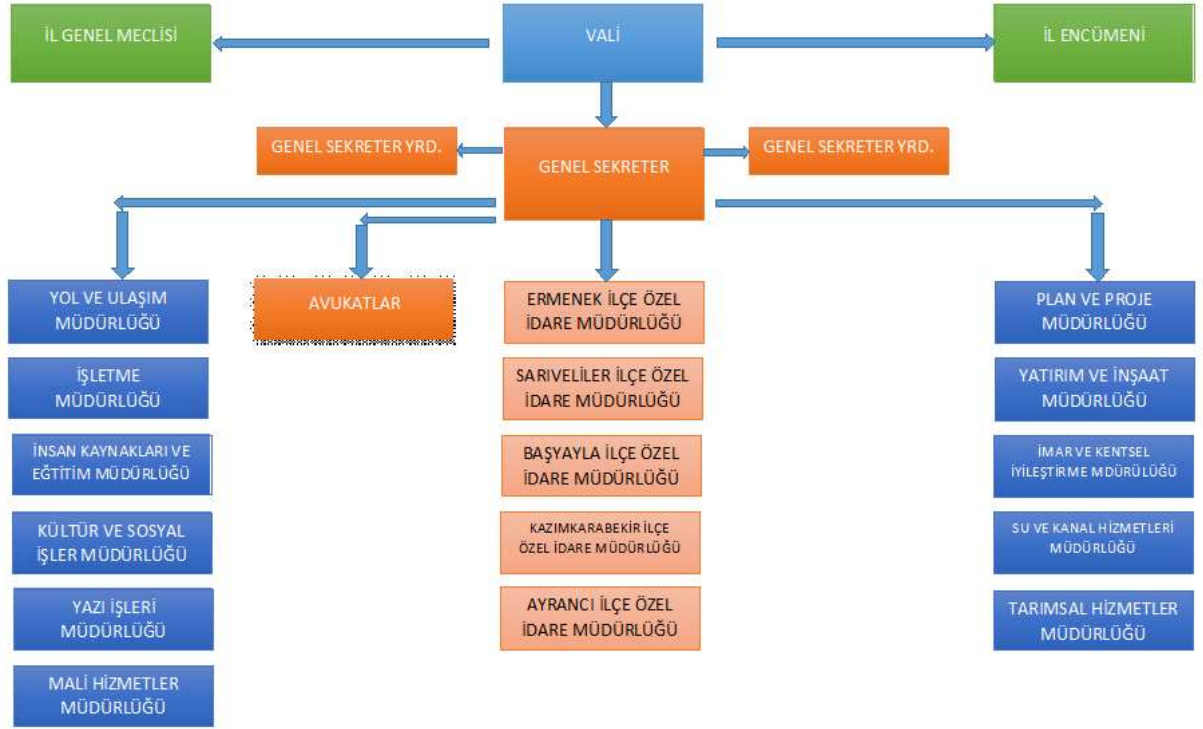 İL GENEL MECLİSİ
VALİ
İL ENCÜMENİ
GENEL SEKRETER YRD.
GENEL SEKRETER
GENEL SEKRETER YRD.
YOL VE ULAŞIM
MÜDÜRLÜĞÜ
İŞLETME
MÜDÜRLÜĞÜ
İNSAN KAYNAKLARI VE
EĞTİTİM MÜDÜRLÜĞÜ
KÜLTÜR VE SOSYAL
İŞLER MÜDÜRLÜĞÜ
YAZI İŞLERİ
MÜDÜRLÜĞÜ
MALİ HİZMETLER
MÜDÜRLÜĞÜ
AVUKATLAR
ERMENEK İLÇE ÖZEL
İDARE MÜDÜRLÜĞÜ
SARIVELİLER İLÇE ÖZEL
İDARE MÜDÜRLÜĞÜ
BAŞYAYLA İLÇE ÖZEL
İDARE MÜDÜRLÜĞÜ
KAZIMKARABEKİR İLÇE
ÖZEL İDARE MÜDÜRLÜĞÜ
AYRANCI İLÇE ÖZEL
İDARE MÜDÜRLÜĞÜ
PLAN VE PROJE
MÜDÜRLÜĞÜ
YATIRIM VE İNŞAAT
MÜDÜRLÜĞÜ
İMAR VE KENTSEL
İYİLEŞTİRME MDÜRÜLÜĞÜ
SU VE KANAL HİZMETLERİ
MÜDÜRLÜĞÜ
TARIMSAL HİZMETLER
MÜDÜRLÜĞÜ